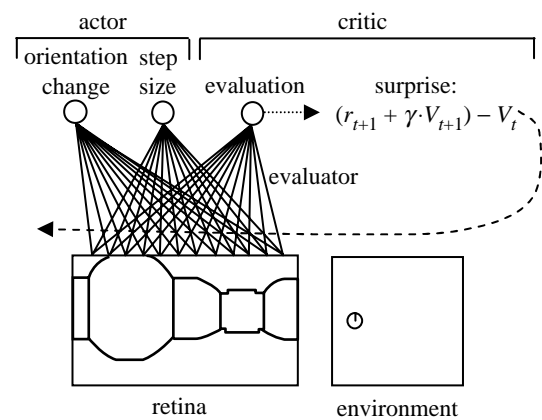 actor
critic
orientation change
step size
evaluation
surprise:
(r_{t+1} + γ·V_{t+1}) − V_t
evaluator
retina
environment